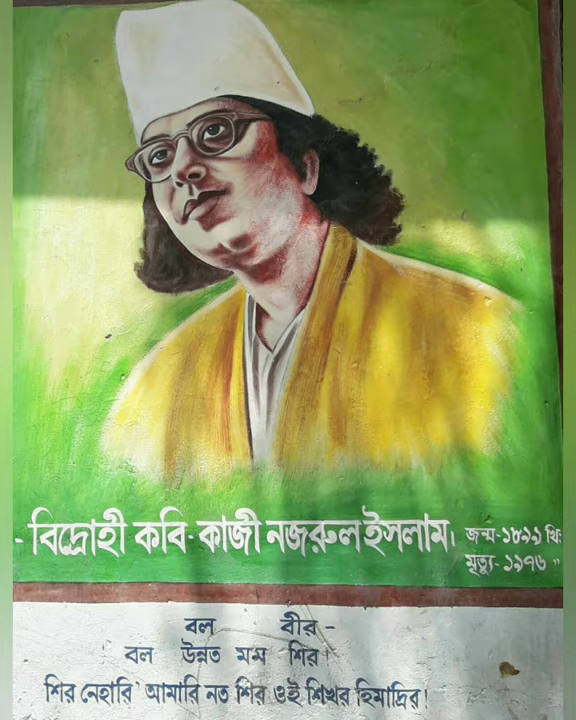 - বিদ্রোহী কবি- কাজী নজরুল ইসলাম।
জন্ম-১৮৯৯ খ্রিঃ
মৃত্যু- ১৯৭৬ "
বল বীর -
বল উন্নত মম শির!
শির নেহারি' আমারি নত শির ওই শিখর হিমাদ্রির!